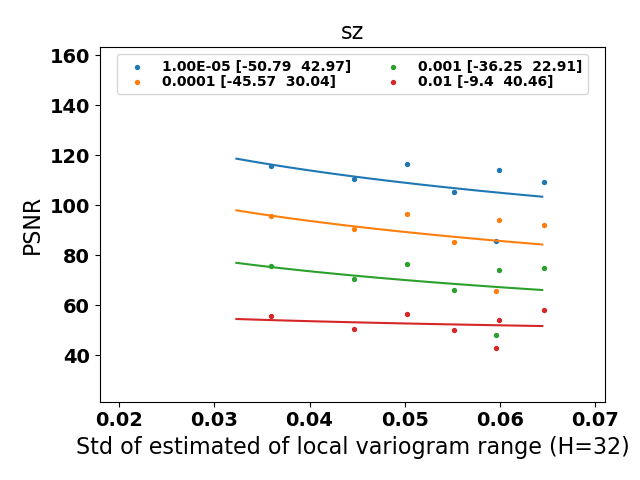 sz
1.00E-05 [-50.79  42.97]
0.0001 [-45.57  30.04]
0.001 [-36.25  22.91]
0.01 [-9.4  40.46]
PSNR
160
140
120
100
80
60
40
0.02 0.03 0.04 0.05 0.06 0.07
Std of estimated of local variogram range (H=32)